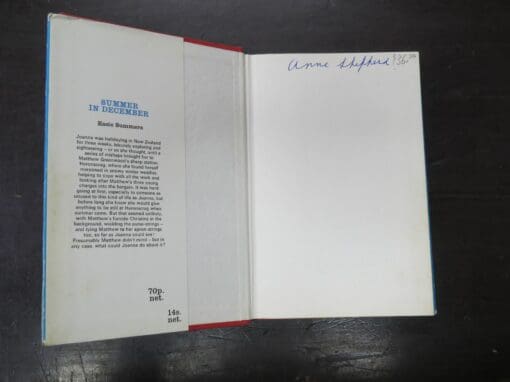 SUMMER
IN DECEMBER
Essie Summers
Joanna was holidaying in New Zealand
for three weeks, leisurely exploring and
sightseeing – or so she thought, until a
series of mishaps brought her to
Matthew Greenwood's sheep station,
Heronscrag, where she found herself
marooned in snowy winter weather,
helping to cope with all the work and
looking after Matthew's three young
charges into the bargain. It was hard
going at first, especially to someone as
unused to this kind of life as Joanna, but
before long she knew she would give
anything to be still at Heronscrag when
summer came. But that seemed unlikely,
with Matthew's fiancée Christine in the
background, wielding the purse-strings –
and tying Matthew to her apron-strings
too, so far as Joanna could see!
Presumably Matthew didn't mind – but in
any case, what could Joanna do about it?
70p.
net.
14s.
net.
Anne Shepherd